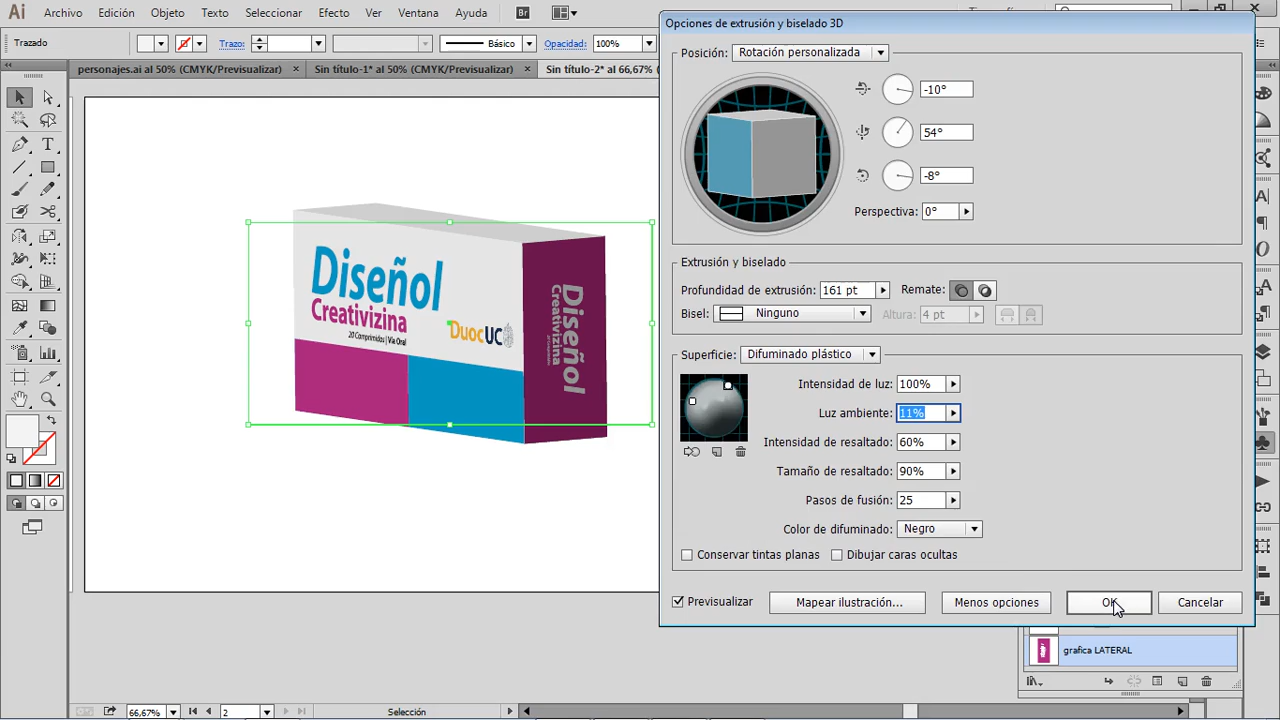 Ai
Archivo Edición Objeto Texto Seleccionar Efecto Ver Ventana Ayuda Br
Trazado Trazo: Básico Opacidad: 100%
personajes.ai al 50% (CMYK/Previsualizar) × Sin título-1* al 50% (CMYK/Previsualizar) × Sin título-2* al 66,67%
Opciones de extrusión y biselado 3D
Posición: Rotación personalizada
-10°
54°
-8°
Perspectiva: 0°
Extrusión y biselado
Profundidad de extrusión: 161 pt Remate:
Bisel: Ninguno Altura: 4 pt
Superficie: Difuminado plástico
Intensidad de luz: 100%
Luz ambiente: 11%
Intensidad de resaltado: 60%
Tamaño de resaltado: 90%
Pasos de fusión: 25
Color de difuminado: Negro
Conservar tintas planas Dibujar caras ocultas
Previsualizar Mapear ilustración... Menos opciones OK Cancelar
Diseñol
Creativizina
20 Comprimidos | Vía Oral
DuocUC
Diseñol
Creativizina
grafica LATERAL
66,67% 2 Selección